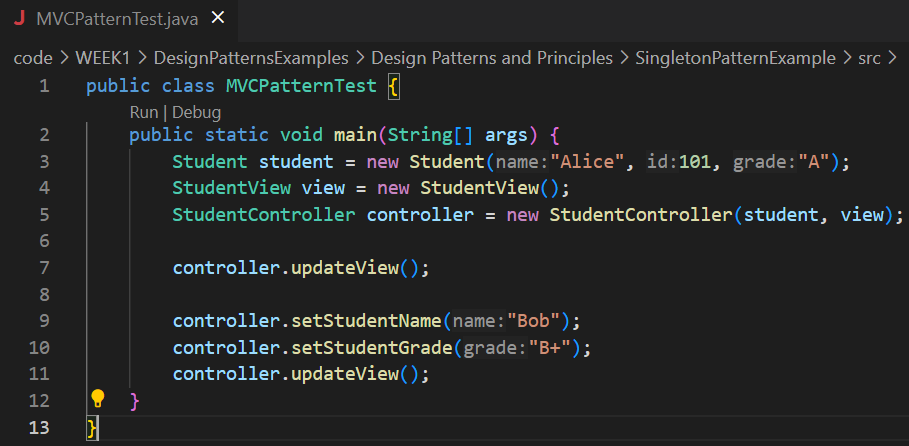 J MVCPatternTest.java ×
code > WEEK1 > DesignPatternsExamples > Design Patterns and Principles > SingletonPatternExample > src >
1 public class MVCPatternTest {
Run | Debug
2 public static void main(String[] args) {
3 Student student = new Student(name:"Alice", id:101, grade:"A");
4 StudentView view = new StudentView();
5 StudentController controller = new StudentController(student, view);
6
7 controller.updateView();
8
9 controller.setStudentName(name:"Bob");
10 controller.setStudentGrade(grade:"B+");
11 controller.updateView();
12 }
13 }